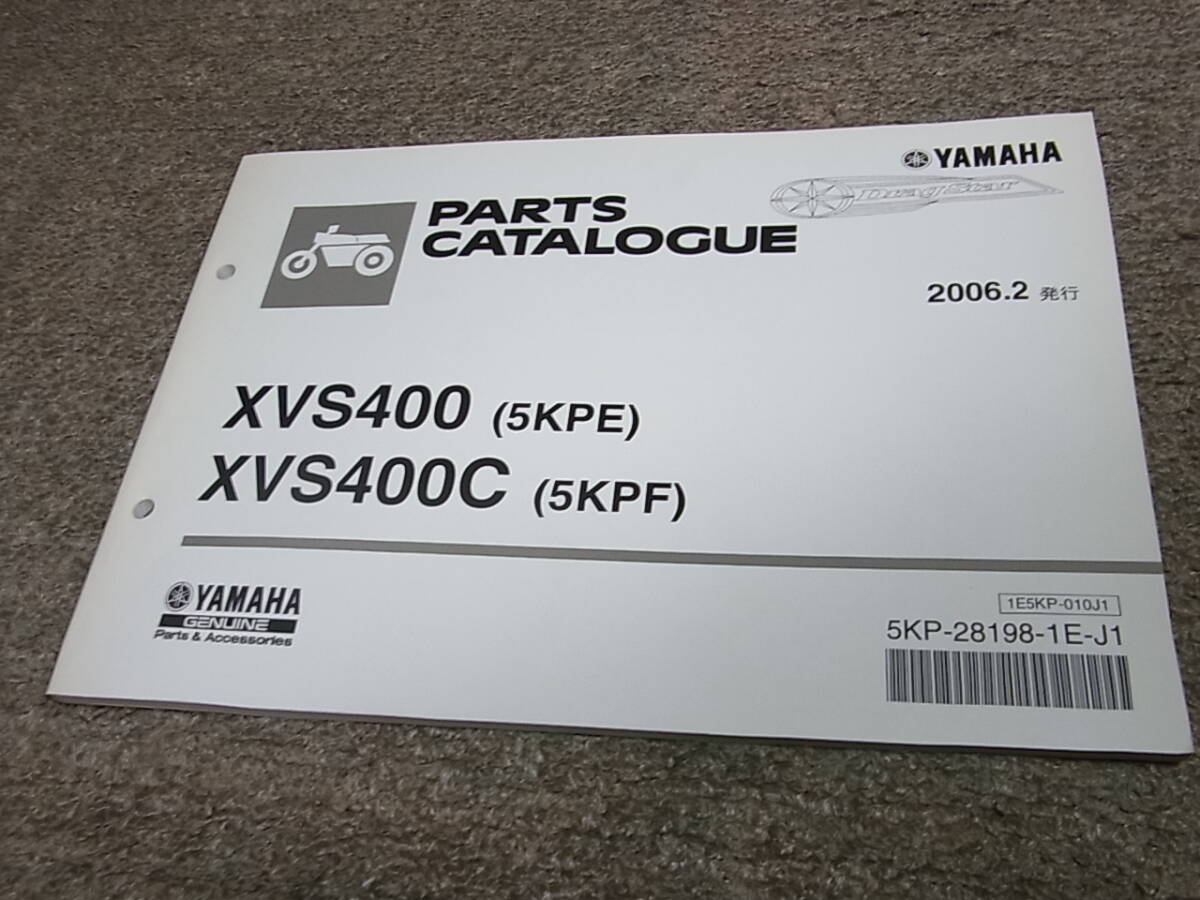 YAMAHA
DragStar
PARTS
CATALOGUE
2006.2 発行
XVS400 (5KPE)
XVS400C (5KPF)
YAMAHA
GENUINE
Parts & Accessories
1E5KP-010J1
5KP-28198-1E-J1